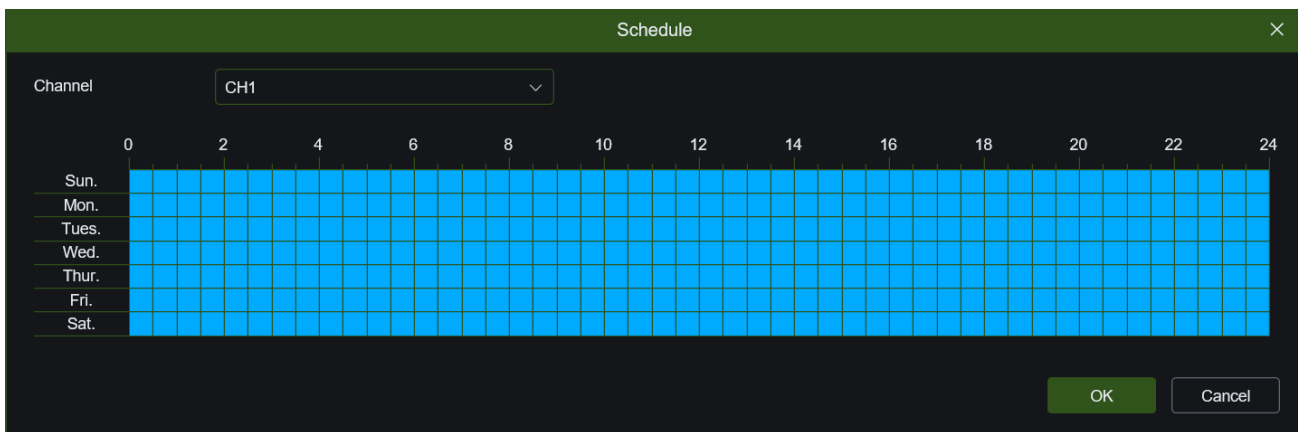 Schedule
Channel CH1
0 2 4 6 8 10 12 14 16 18 20 22 24
Sun.
Mon.
Tues.
Wed.
Thur.
Fri.
Sat.
OK Cancel